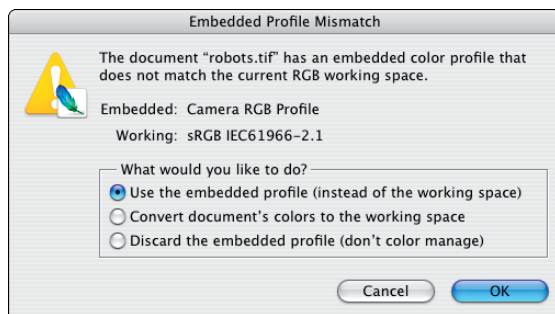 Embedded Profile Mismatch
The document “robots.tif” has an embedded color profile that
does not match the current RGB working space.
Embedded: Camera RGB Profile
Working: sRGB IEC61966-2.1
What would you like to do?
Use the embedded profile (instead of the working space)
Convert document's colors to the working space
Discard the embedded profile (don't color manage)
Cancel OK